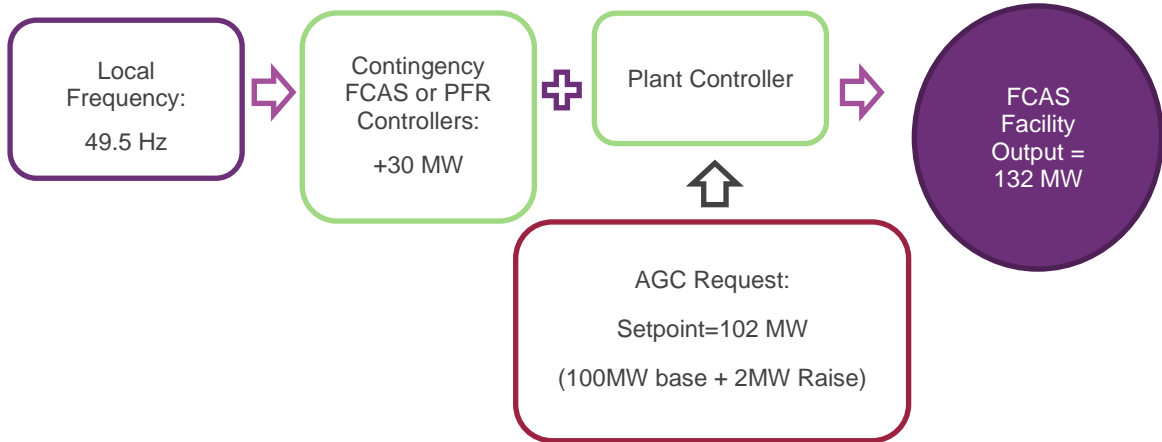 Local
Frequency:
49.5 Hz
Contingency
FCAS or PFR
Controllers:
+30 MW
Plant Controller
FCAS
Facility
Output =
132 MW
AGC Request:
Setpoint=102 MW
(100MW base + 2MW Raise)